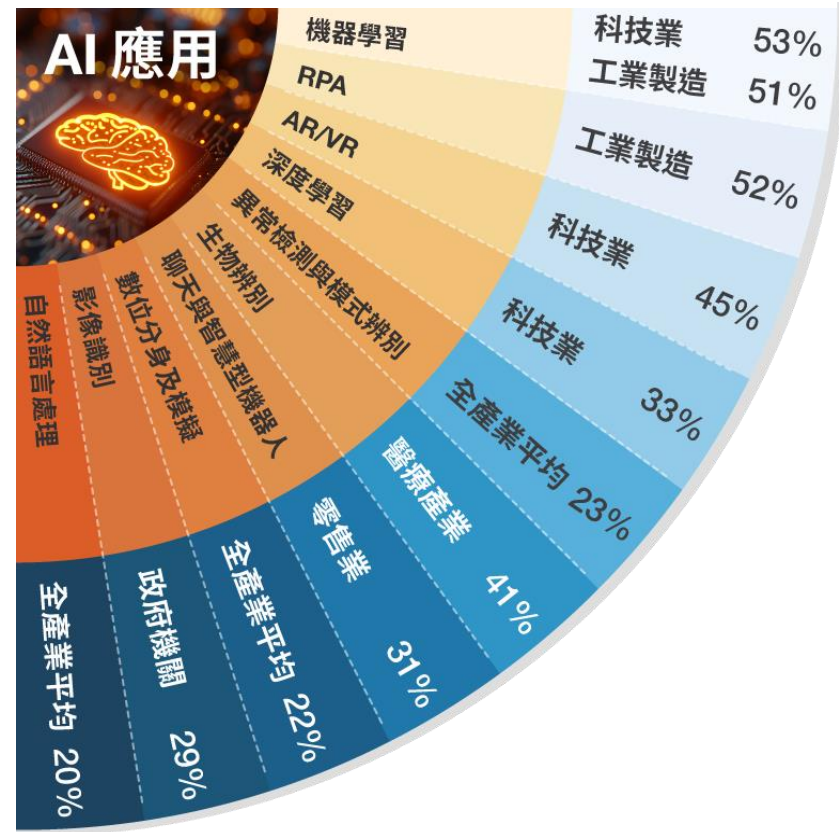 AI 應用
機器學習
科技業 53%
工業製造 51%
RPA
工業製造 52%
AR/VR
科技業 45%
深度學習
科技業 33%
異常檢測與模式辨別
全產業平均 23%
生物辨別
醫療產業 41%
聊天與智慧型機器人
零售業 31%
數位分身及模擬
全產業平均 22%
影像識別
政府機關 29%
自然語言處理
全產業平均 20%